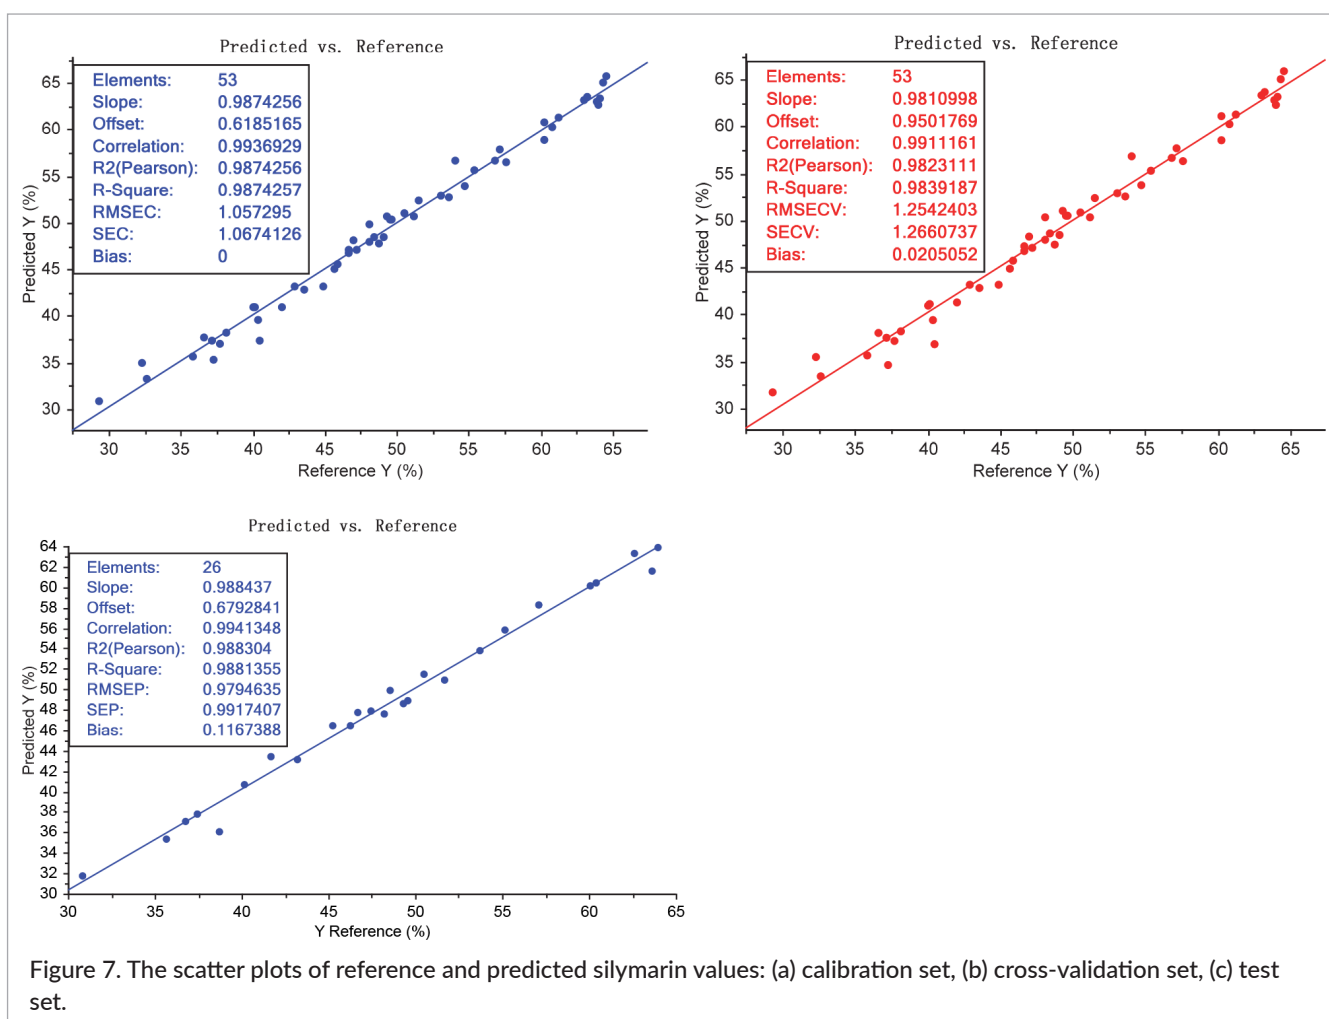 Predicted vs. Reference
Elements: 53
Slope: 0.9874256
Offset: 0.6185165
Correlation: 0.9936929
R2(Pearson): 0.9874256
R-Square: 0.9874257
RMSEC: 1.057295
SEC: 1.0674126
Bias: 0
65
60
55
50
45
40
35
30
Predicted Y (%)
30 35 40 45 50 55 60 65
Reference Y (%)
Predicted vs. Reference
Elements: 53
Slope: 0.9810998
Offset: 0.9501769
Correlation: 0.9911161
R2(Pearson): 0.9823111
R-Square: 0.9839187
RMSECV: 1.2542403
SECV: 1.2660737
Bias: 0.0205052
65
60
55
50
45
40
35
30
Predicted Y (%)
30 35 40 45 50 55 60 65
Reference Y (%)
Predicted vs. Reference
Elements: 26
Slope: 0.988437
Offset: 0.6792841
Correlation: 0.9941348
R2(Pearson): 0.988304
R-Square: 0.9881355
RMSEP: 0.9794635
SEP: 0.9917407
Bias: 0.1167388
64
62
60
58
56
54
52
50
48
46
44
42
40
38
36
34
32
30
Predicted Y (%)
30 35 40 45 50 55 60 65
Y Reference (%)
Figure 7. The scatter plots of reference and predicted silymarin values: (a) calibration set, (b) cross-validation set, (c) test
set.